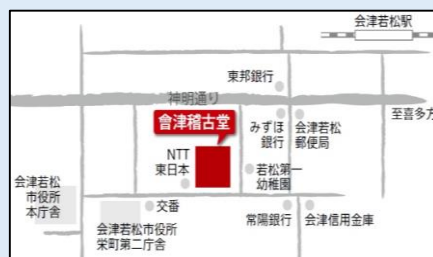 会津若松駅
東邦銀行
神明通り
至喜多方
會津稽古堂
みずほ
銀行
会津若松
郵便局
NTT
東日本
若松第一
幼稚園
会津若松
市役所
本庁舎
交番
常陽銀行
会津信用金庫
会津若松市役所
栄町第二庁舎